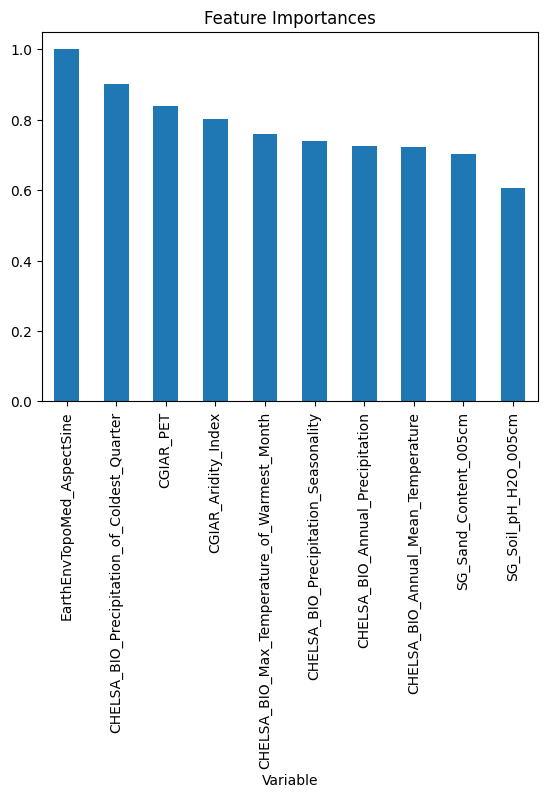 Feature Importances
1.0
0.8
0.6
0.4
0.2
0.0
EarthEnvTopoMed_AspectSine
CHELSA_BIO_Precipitation_of_Coldest_Quarter
CGIAR_PET
CGIAR_Aridity_Index
CHELSA_BIO_Max_Temperature_of_Warmest_Month
CHELSA_BIO_Precipitation_Seasonality
CHELSA_BIO_Annual_Precipitation
CHELSA_BIO_Annual_Mean_Temperature
SG_Sand_Content_005cm
SG_Soil_pH_H2O_005cm
Variable